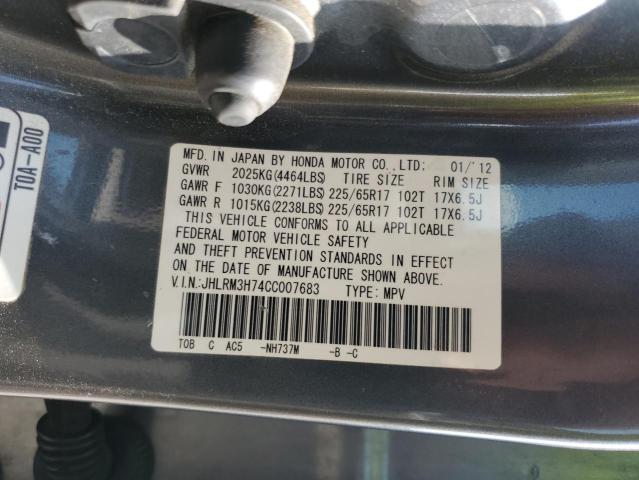 MFD. IN JAPAN BY HONDA MOTOR CO., LTD: 01/'12
GVWR 2025KG(4464LBS) TIRE SIZE RIM SIZE
GAWR F 1030KG(2271LBS) 225/65R17 102T 17X6.5J
GAWR R 1015KG(2238LBS) 225/65R17 102T 17X6.5J
THIS VEHICLE CONFORMS TO ALL APPLICABLE
FEDERAL MOTOR VEHICLE SAFETY
AND THEFT PREVENTION STANDARDS IN EFFECT
ON THE DATE OF MANUFACTURE SHOWN ABOVE.
V.I.N:JHLRM3H74CC007683 TYPE: MPV
TOB C AC5 -NH737M -B -C
TOA-A00